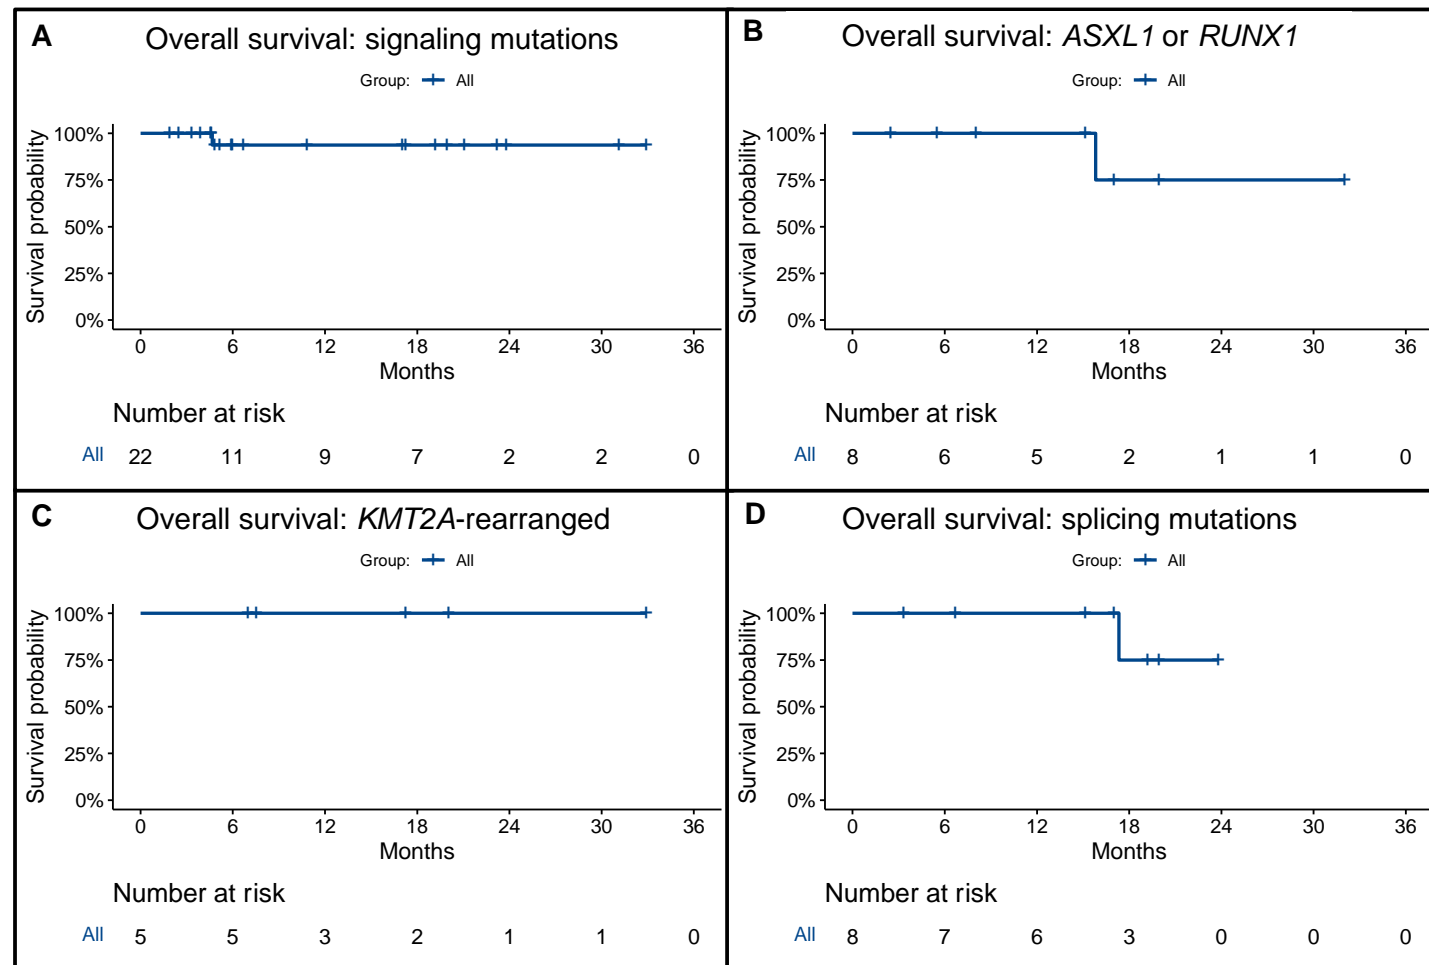 A
Overall survival: signaling mutations
Group: All
Survival probability
100%
75%
50%
25%
0%
0 6 12 18 24 30 36
Months
Number at risk
All 22 11 9 7 2 2 0
B
Overall survival: ASXL1 or RUNX1
Group: All
Survival probability
100%
75%
50%
25%
0%
0 6 12 18 24 30 36
Months
Number at risk
All 8 6 5 2 1 1 0
C
Overall survival: KMT2A-rearranged
Group: All
Survival probability
100%
75%
50%
25%
0%
0 6 12 18 24 30 36
Months
Number at risk
All 5 5 3 2 1 1 0
D
Overall survival: splicing mutations
Group: All
Survival probability
100%
75%
50%
25%
0%
0 6 12 18 24 30 36
Months
Number at risk
All 8 7 6 3 0 0 0